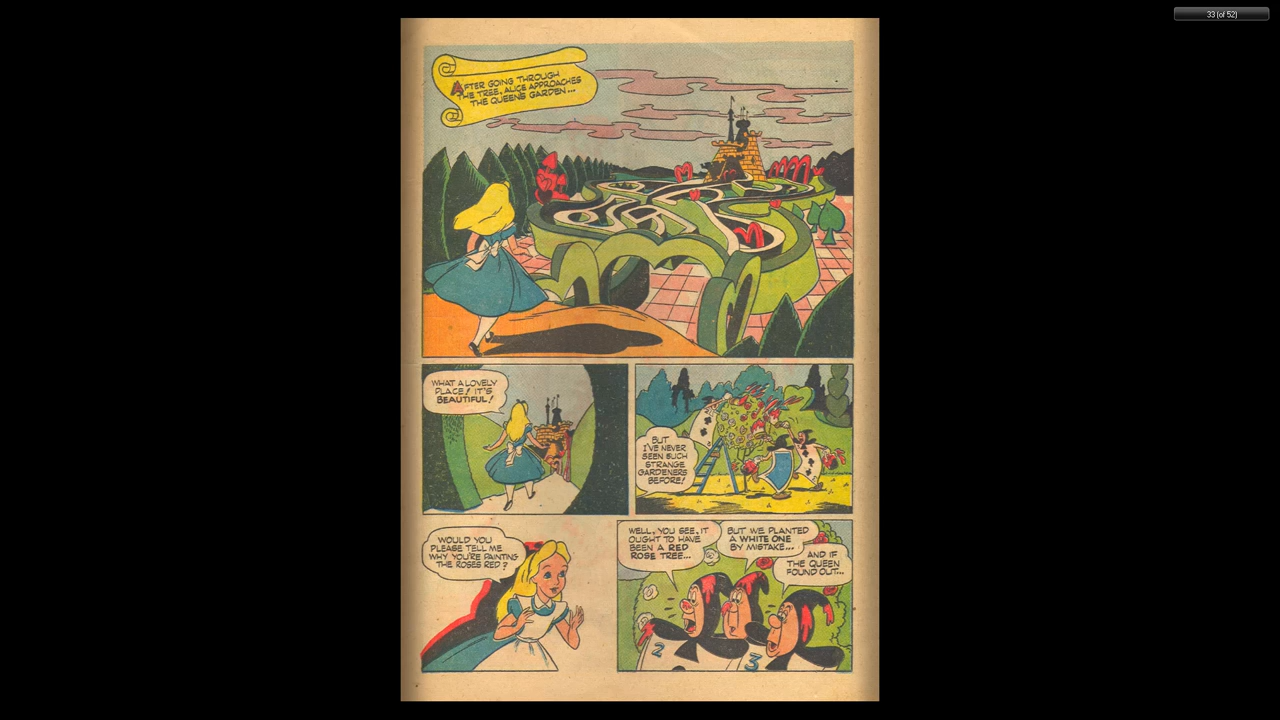 33 (of 52)
AFTER GOING THROUGH
THE TREE, ALICE APPROACHES
THE QUEEN'S GARDEN...
WHAT A LOVELY
PLACE! IT'S
BEAUTIFUL!
BUT
I'VE NEVER
SEEN SUCH
STRANGE
GARDENERS
BEFORE!
WOULD YOU
PLEASE TELL ME
WHY YOU'RE PAINTING
THE ROSES RED?
WELL, YOU SEE, IT
OUGHT TO HAVE
BEEN A RED
ROSE TREE...
BUT WE PLANTED
A WHITE ONE
BY MISTAKE...
AND IF
THE QUEEN
FOUND OUT...
2
3